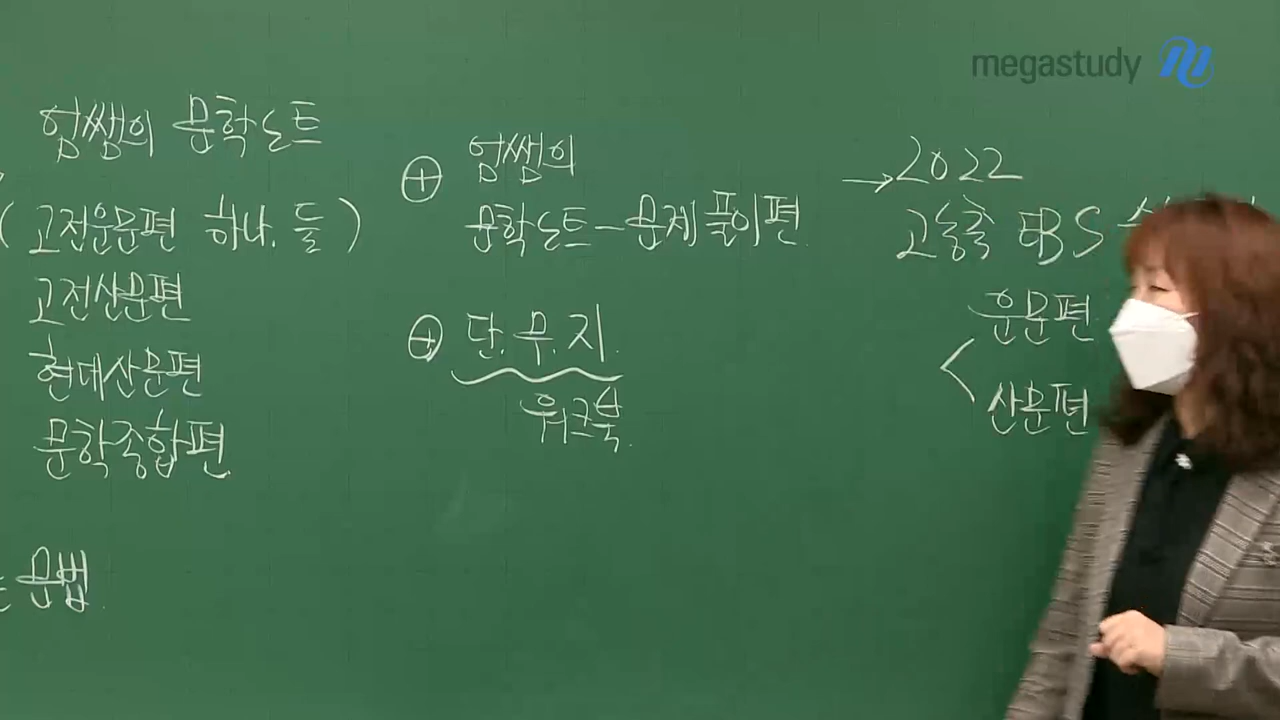 megastudy
엄쌤의 문학노트
(고전운문편 하나. 둘)
고전산문편
현대산문편
문학종합편.
문법.
⊕ 엄쌤의
문학노트-문제풀이편.
⊕ 단.무.지.
워크북.
→2022
고농축 EBS
운문편
산문편